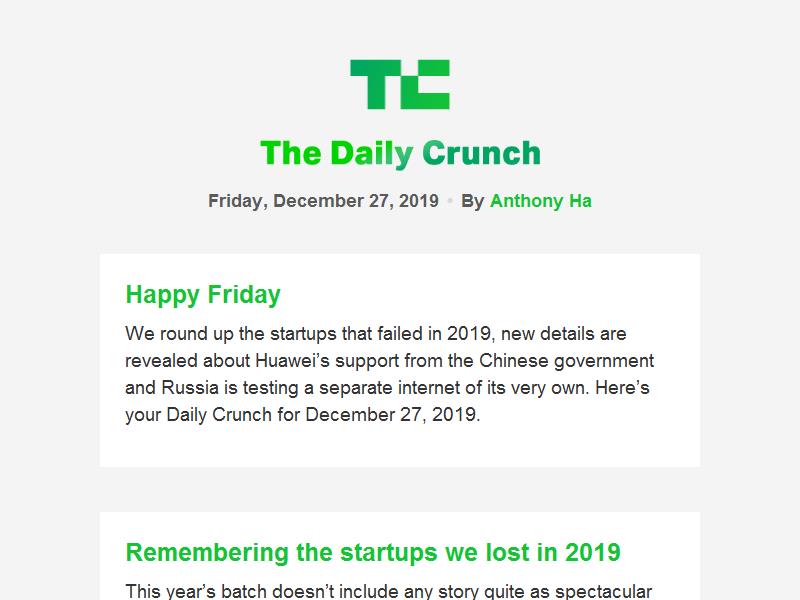 TC
The Daily Crunch
Friday, December 27, 2019 • By Anthony Ha
Happy Friday
We round up the startups that failed in 2019, new details are
revealed about Huawei’s support from the Chinese government
and Russia is testing a separate internet of its very own. Here’s
your Daily Crunch for December 27, 2019.
Remembering the startups we lost in 2019
This year’s batch doesn’t include any story quite as spectacular